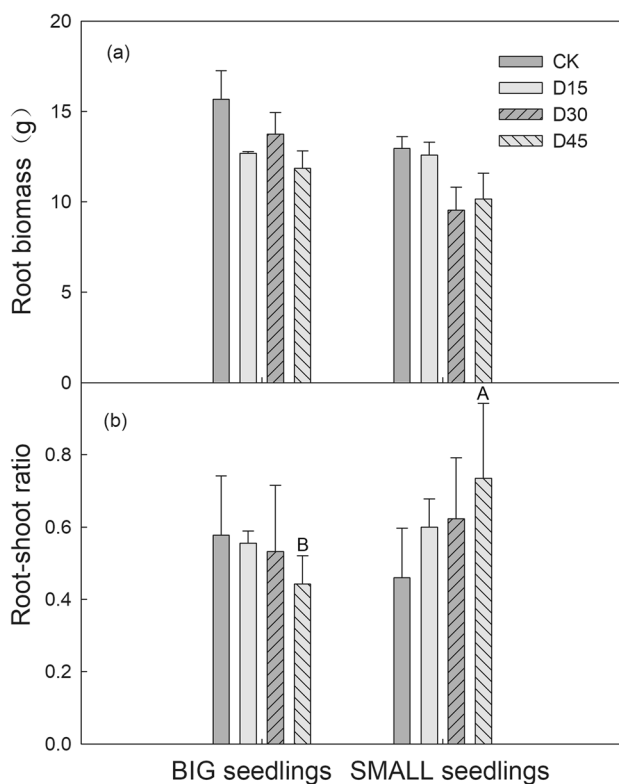 20
(a)
CK
D15
D30
D45
15
10
5
0
Root biomass（g）
A
(b)
0.8
0.6
B
0.4
0.2
0.0
Root-shoot ratio
BIG seedlings SMALL seedlings